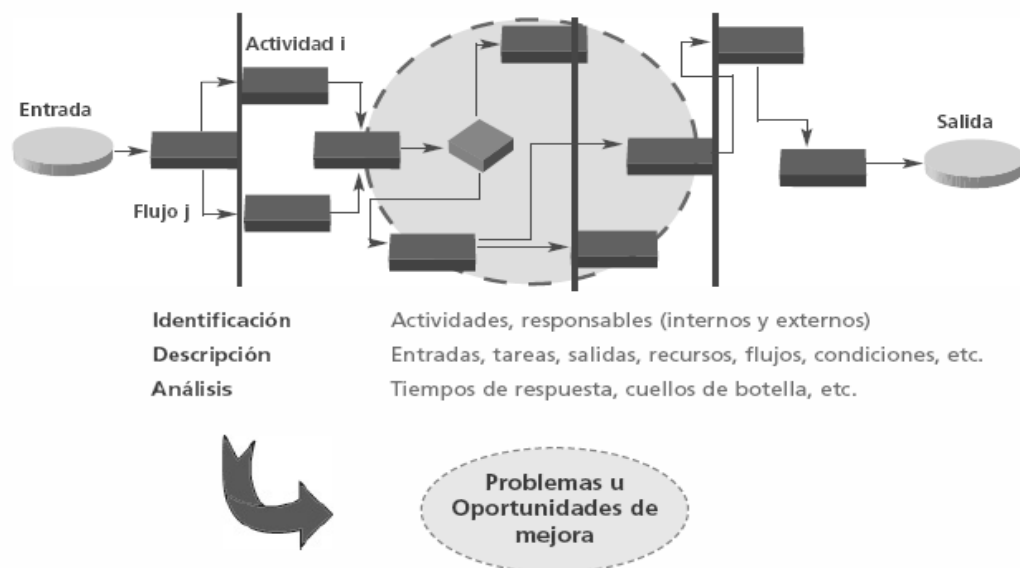 Actividad i
Entrada
Salida
Flujo j
Identificación Actividades, responsables (internos y externos)
Descripción Entradas, tareas, salidas, recursos, flujos, condiciones, etc.
Análisis Tiempos de respuesta, cuellos de botella, etc.
Problemas u
Oportunidades de
mejora